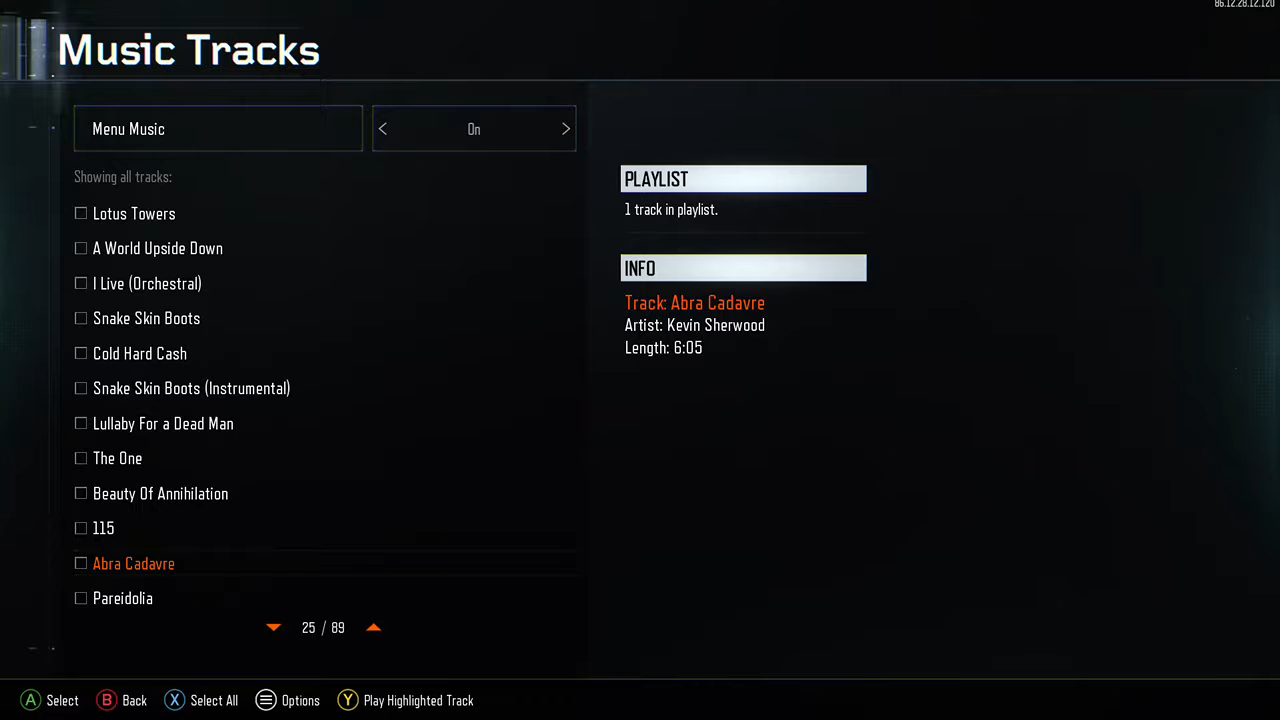 86.12.28.12.120
Music Tracks
Menu Music
On
Showing all tracks:
Lotus Towers
A World Upside Down
I Live (Orchestral)
Snake Skin Boots
Cold Hard Cash
Snake Skin Boots (Instrumental)
Lullaby For a Dead Man
The One
Beauty Of Annihilation
115
Abra Cadavre
Pareidolia
25 / 89
PLAYLIST
1 track in playlist.
INFO
Track: Abra Cadavre
Artist: Kevin Sherwood
Length: 6:05
A Select B Back X Select All Options Y Play Highlighted Track